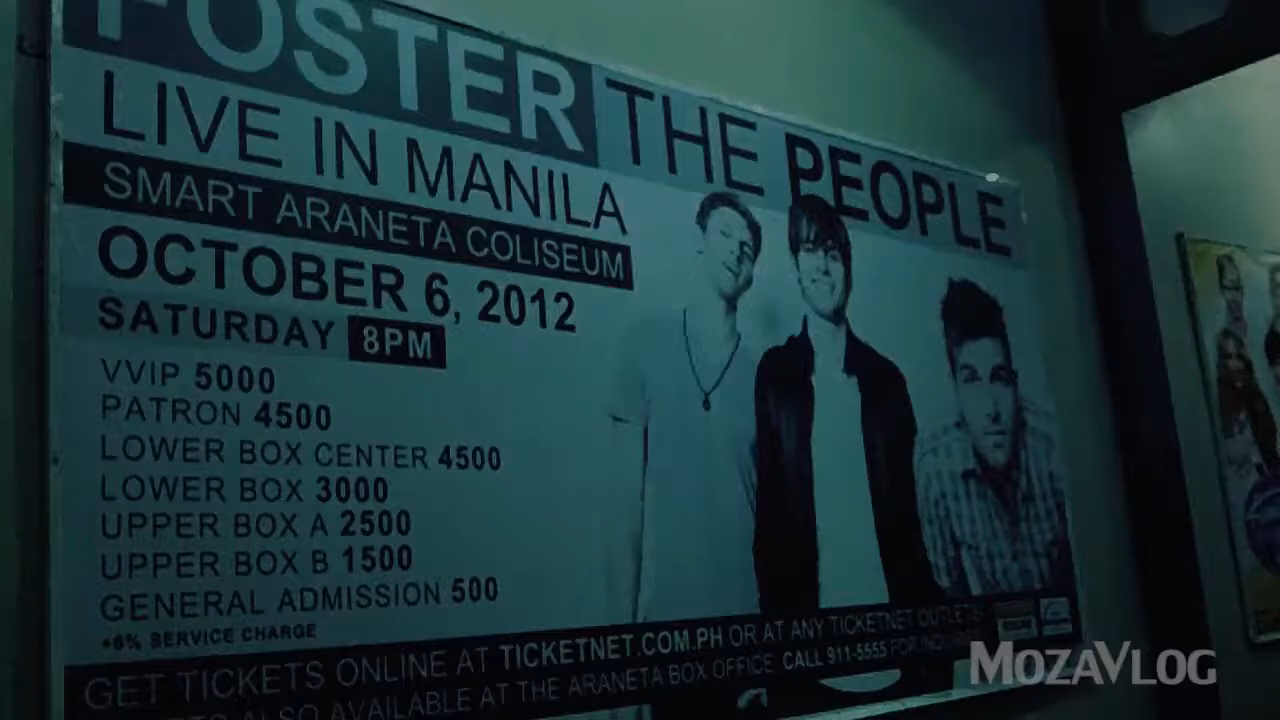 FOSTER THE PEOPLE
LIVE IN MANILA
SMART ARANETA COLISEUM
OCTOBER 6, 2012
SATURDAY 8PM
VVIP 5000
PATRON 4500
LOWER BOX CENTER 4500
LOWER BOX 3000
UPPER BOX A 2500
UPPER BOX B 1500
GENERAL ADMISSION 500
+6% SERVICE CHARGE
GET TICKETS ONLINE AT TICKETNET.COM.PH OR AT ANY TICKETNET OUTLETS
ALSO AVAILABLE AT THE ARANETA BOX OFFICE CALL 911-5555 FOR
MOZAVLOG